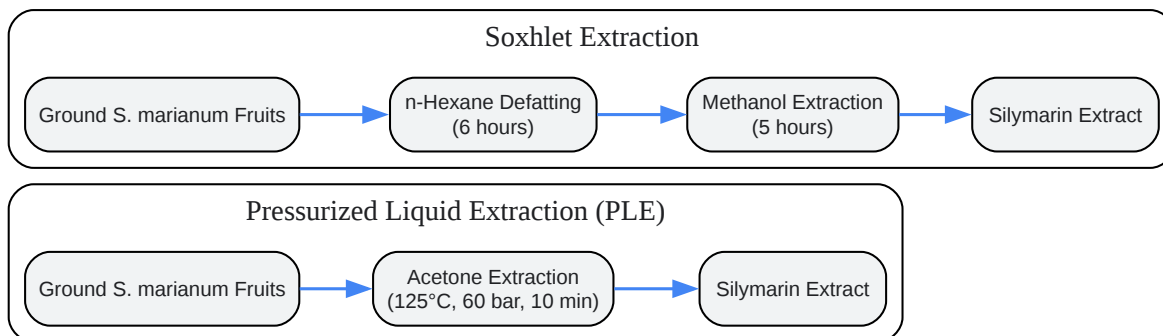 Soxhlet Extraction
Ground S. marianum Fruits
n-Hexane Defatting
(6 hours)
Methanol Extraction
(5 hours)
Silymarin Extract
Pressurized Liquid Extraction (PLE)
Ground S. marianum Fruits
Acetone Extraction
(125°C, 60 bar, 10 min)
Silymarin Extract